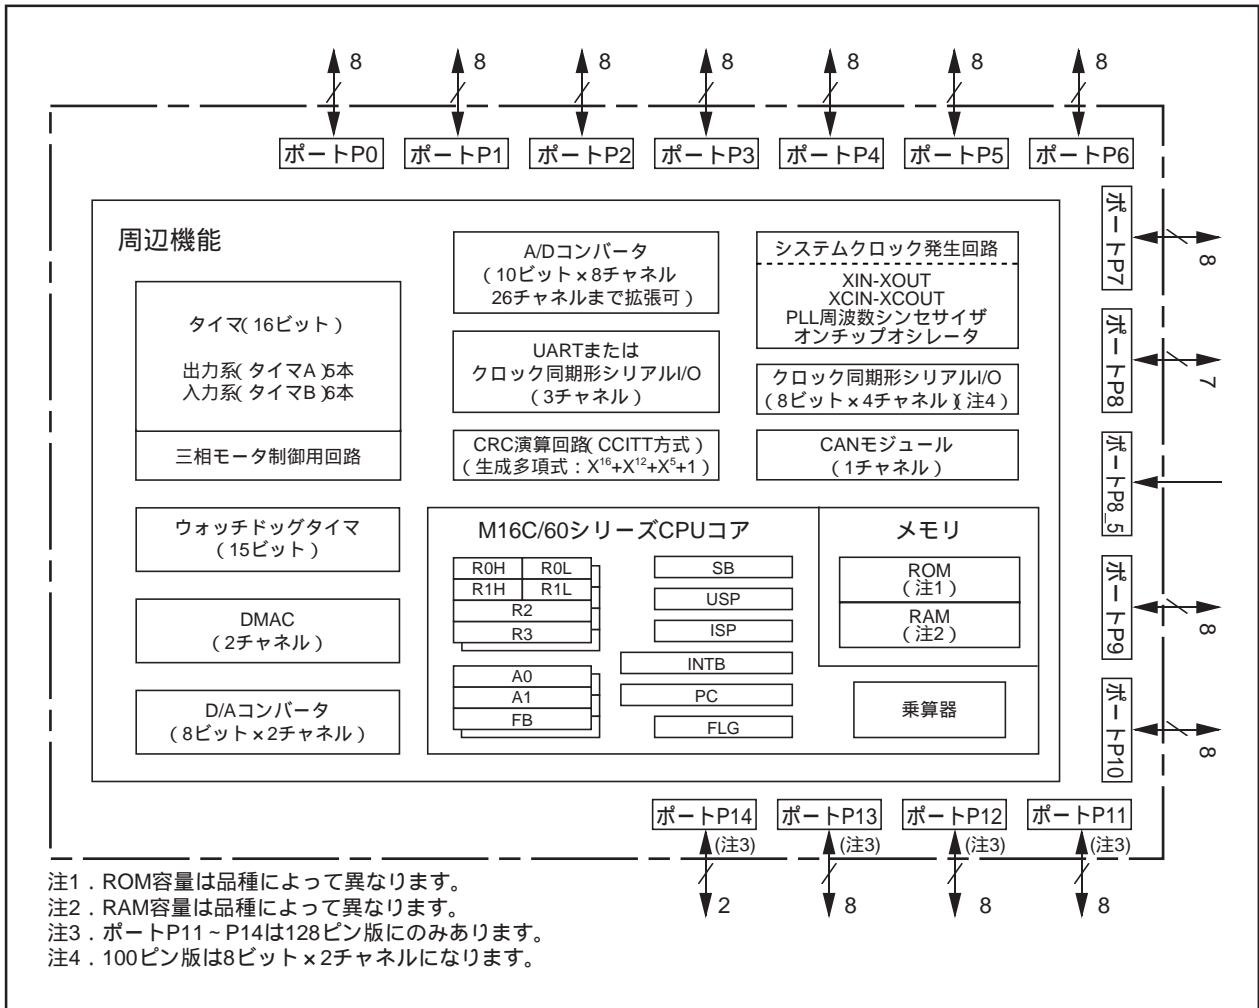 8 8 8 8 8 8 8
ポートP0 ポートP1 ポートP2 ポートP3 ポートP4 ポートP5 ポートP6
周辺機能
タイマ(16ビット)
出力系(タイマA)5本
入力系(タイマB)6本
三相モータ制御用回路
ウォッチドッグタイマ
(15ビット)
DMAC
(2チャネル)
D/Aコンバータ
(8ビット×2チャネル)
A/Dコンバータ
(10ビット×8チャネル
26チャネルまで拡張可)
UARTまたは
クロック同期形シリアルI/O
(3チャネル)
CRC演算回路(CCITT方式)
(生成多項式:X¹⁶+X¹²+X⁵+1)
システムクロック発生回路
XIN-XOUT
XCIN-XCOUT
PLL周波数シンセサイザ
オンチップオシレータ
クロック同期形シリアルI/O
(8ビット×4チャネル)(注4)
CANモジュール
(1チャネル)
M16C/60シリーズCPUコア
R0H R0L
R1H R1L
R2
R3
A0
A1
FB
SB
USP
ISP
INTB
PC
FLG
メモリ
ROM
(注1)
RAM
(注2)
乗算器
ポートP7
8
ポートP8
7
ポートP8_5
ポートP9
8
ポートP10
8
ポートP14 ポートP13 ポートP12 ポートP11
(注3) (注3) (注3) (注3)
2 8 8 8
注1.ROM容量は品種によって異なります。
注2.RAM容量は品種によって異なります。
注3.ポートP11~P14は128ピン版にのみあります。
注4.100ピン版は8ビット×2チャネルになります。